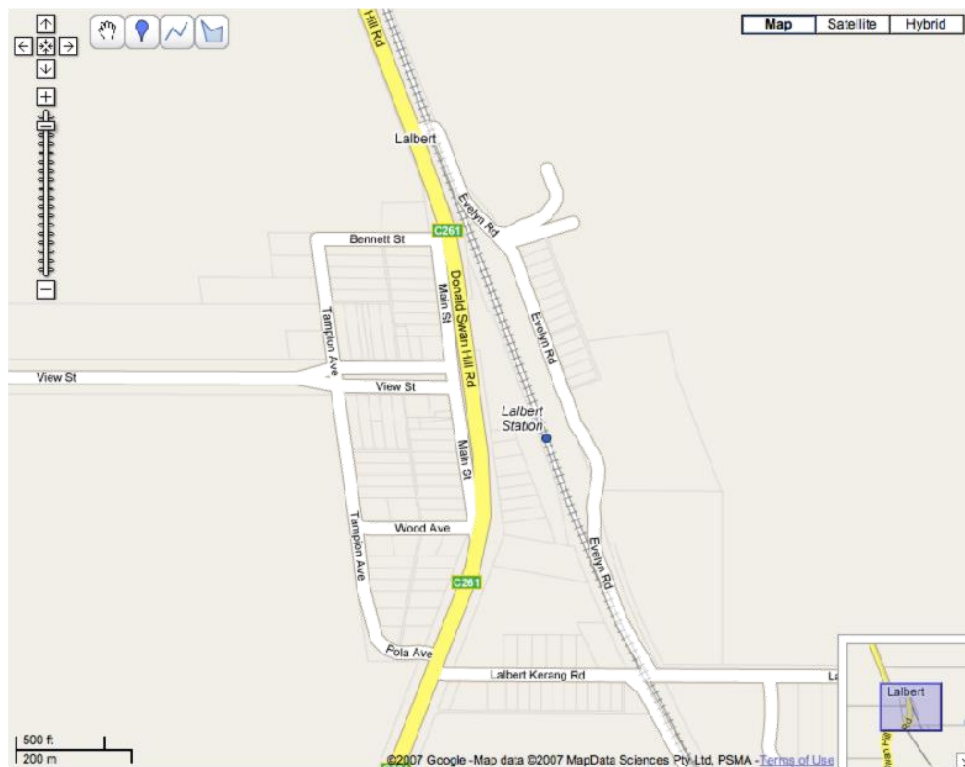 Map
Satellite
Hybrid
Hill Rd
Lalbert
Evelyn Rd
C261
Bennett St
Main St
Donald Swan Hill Rd
Tampion Ave
Evelyn Rd
View St
View St
Lalbert
Station
Main St
Tampion Ave
Wood Ave
Evelyn Rd
C261
Pola Ave
Lalbert Kerang Rd
La
Lalbert
Rd
500 ft
200 m
©2007 Google -Map data ©2007 MapData Sciences Pty Ltd, PSMA -Terms of Use